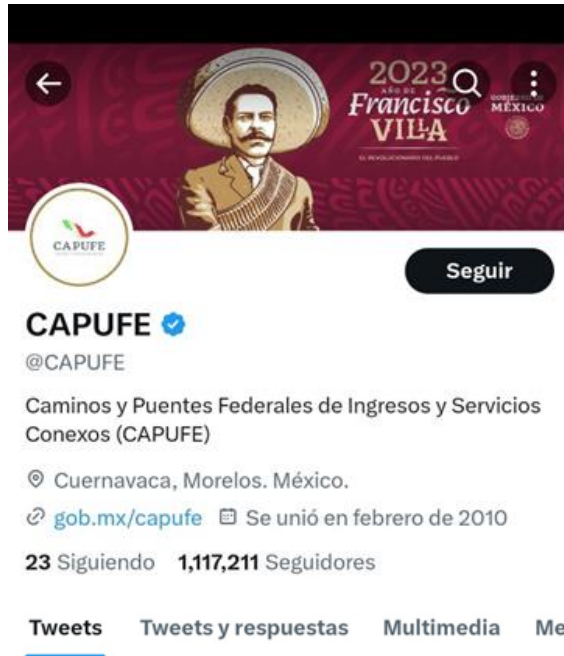 2023
AÑO DE
Francisco
VILLA
EL REVOLUCIONARIO DEL PUEBLO
MÉXICO
CAPUFE
Seguir
CAPUFE
@CAPUFE
Caminos y Puentes Federales de Ingresos y Servicios
Conexos (CAPUFE)
Cuernavaca, Morelos. México.
gob.mx/capufe Se unió en febrero de 2010
23 Siguiendo 1,117,211 Seguidores
Tweets Tweets y respuestas Multimedia Me